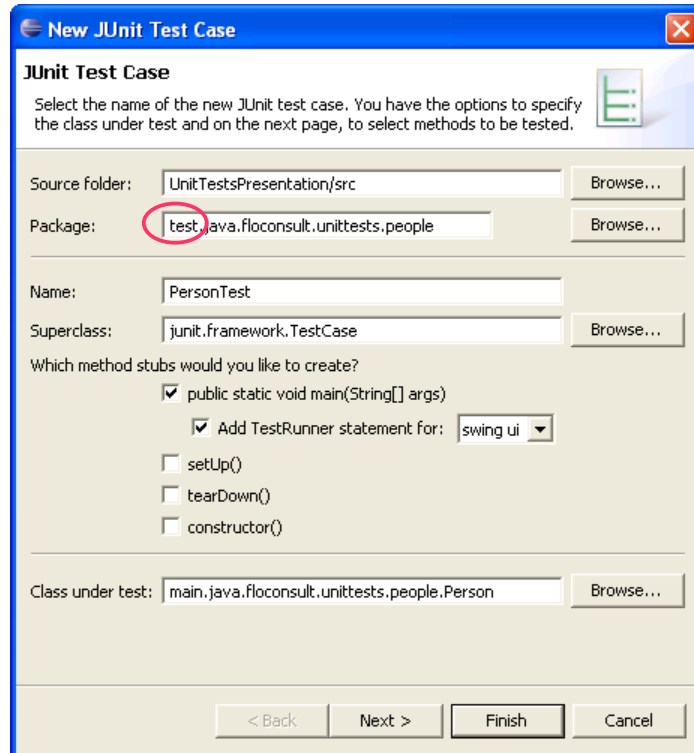 New JUnit Test Case
JUnit Test Case
Select the name of the new JUnit test case. You have the options to specify
the class under test and on the next page, to select methods to be tested.
Source folder: UnitTestsPresentation/src Browse...
Package: test.java.floconsult.unittests.people Browse...
Name: PersonTest
Superclass: junit.framework.TestCase Browse...
Which method stubs would you like to create?
public static void main(String[] args)
Add TestRunner statement for: swing ui
setUp()
tearDown()
constructor()
Class under test: main.java.floconsult.unittests.people.Person Browse...
< Back Next > Finish Cancel